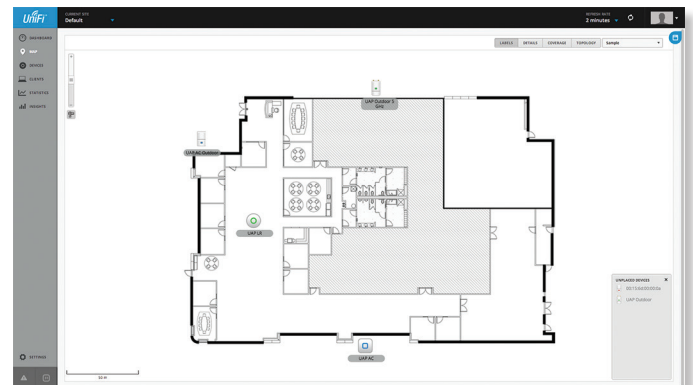 UniFi
CURRENT SITE
Default
REFRESH RATE
2 minutes
DASHBOARD
MAP
DEVICES
CLIENTS
STATISTICS
INSIGHTS
SETTINGS
LABELS DETAILS COVERAGE TOPOLOGY Sample
UAP Outdoor 5
GHz
UAP-AC Outdoor
UAP LR
UAP AC
UNPLACED DEVICES
UAP Outdoor